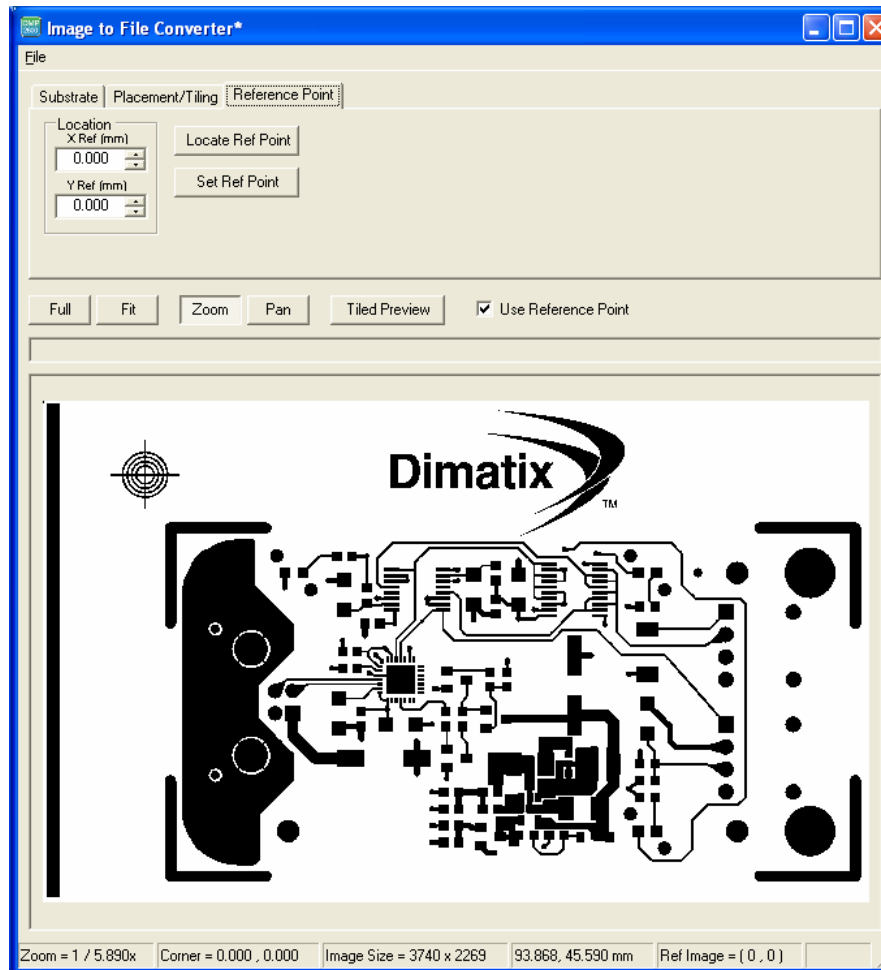 Image to File Converter*
File
Substrate Placement/Tiling Reference Point
Location
X Ref (mm)
0.000
Locate Ref Point
Y Ref (mm)
0.000
Set Ref Point
Full Fit Zoom Pan Tiled Preview Use Reference Point
Dimatix
TM
Zoom = 1 / 5.890x Corner = 0.000 , 0.000 Image Size = 3740 x 2269 93.868, 45.590 mm Ref Image = ( 0 , 0 )